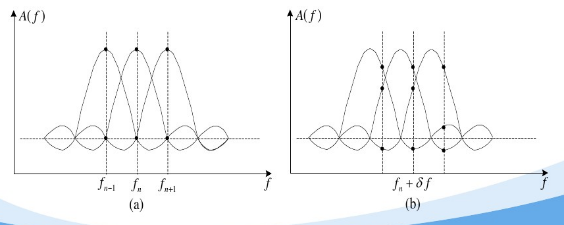 A(f)
f_{n-1} f_n f_{n+1} f
(a)
A(f)
f_n + δf f
(b)